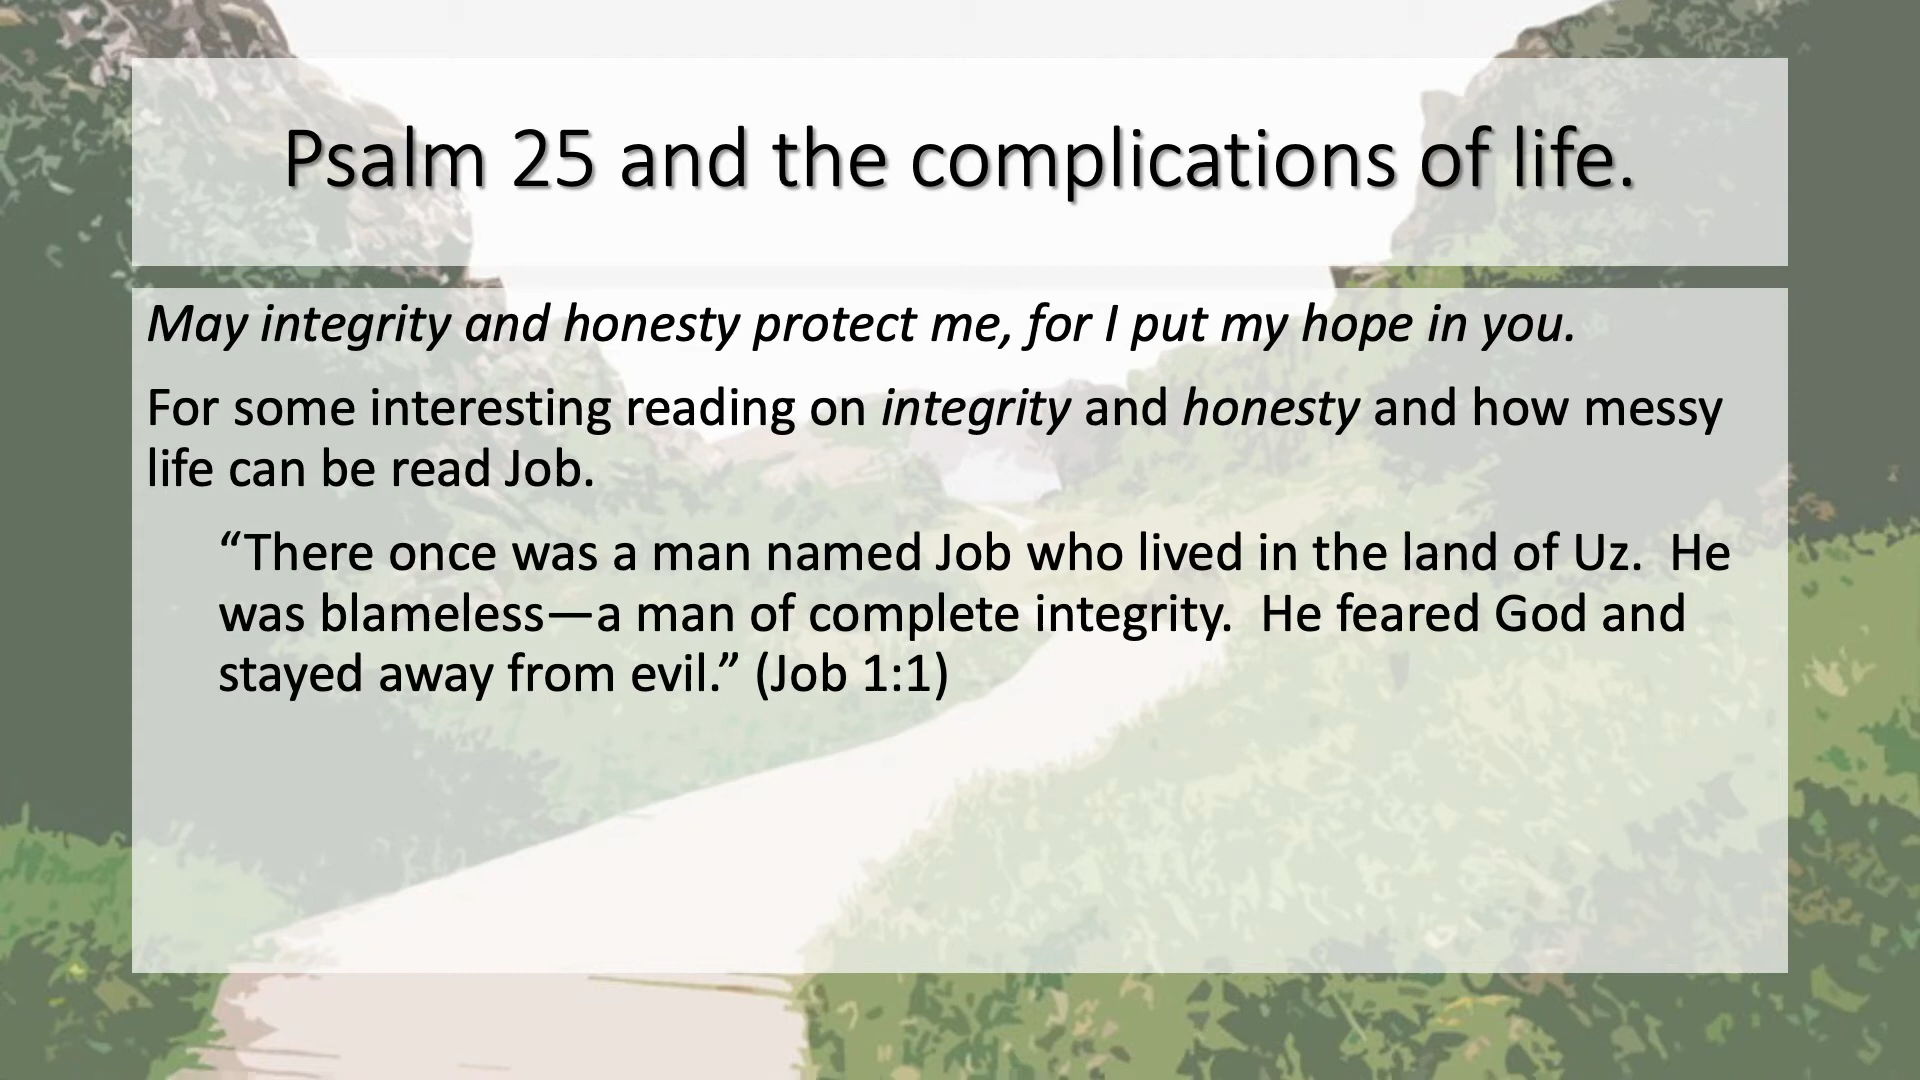 Psalm 25 and the complications of life.
May integrity and honesty protect me, for I put my hope in you.
For some interesting reading on integrity and honesty and how messy
life can be read Job.
“There once was a man named Job who lived in the land of Uz.  He
was blameless—a man of complete integrity.  He feared God and
stayed away from evil.” (Job 1:1)